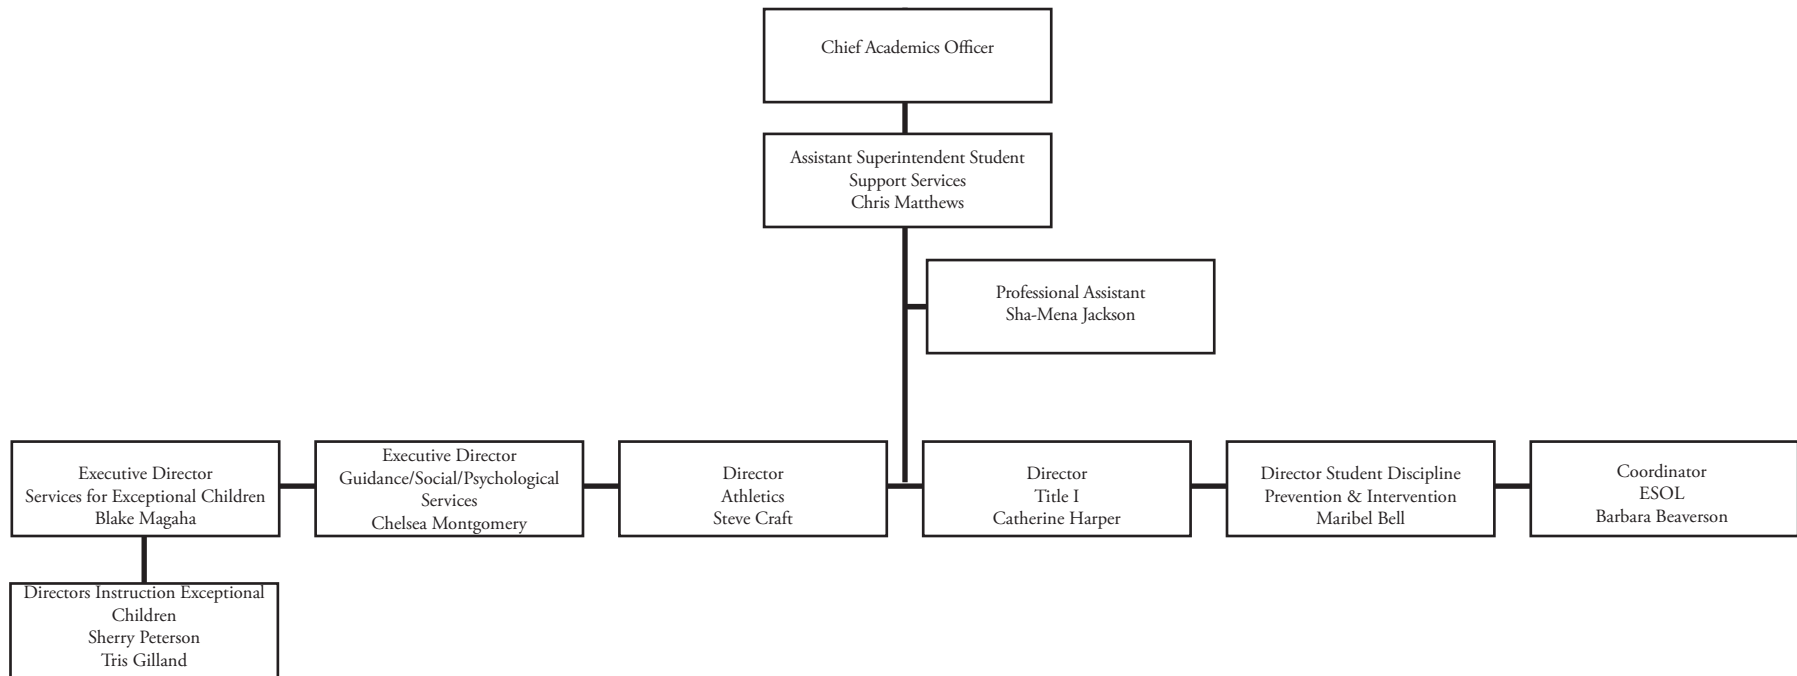 Chief Academics Officer
Assistant Superintendent Student
Support Services
Chris Matthews
Professional Assistant
Sha-Mena Jackson
Executive Director
Services for Exceptional Children
Blake Magaha
Executive Director
Guidance/Social/Psychological
Services
Chelsea Montgomery
Director
Athletics
Steve Craft
Director
Title I
Catherine Harper
Director Student Discipline
Prevention & Intervention
Maribel Bell
Coordinator
ESOL
Barbara Beaverson
Directors Instruction Exceptional
Children
Sherry Peterson
Tris Gilland